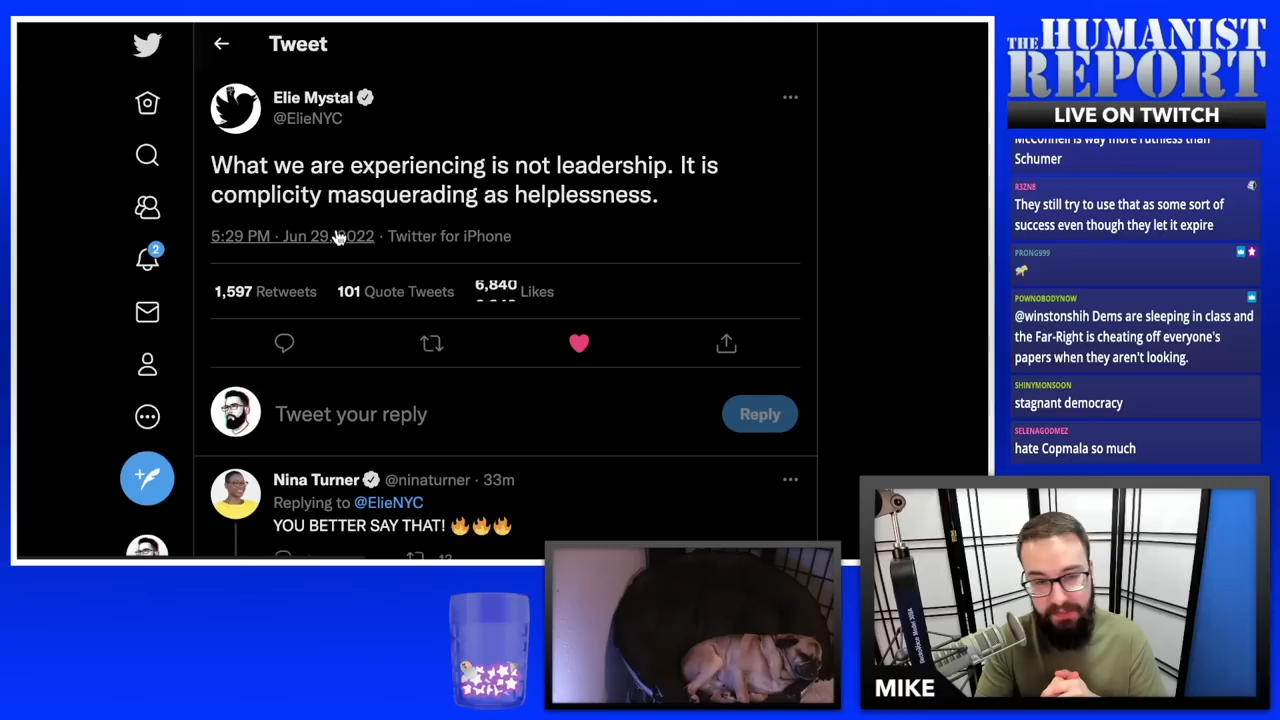 Tweet
Elie Mystal
@ElieNYC
What we are experiencing is not leadership. It is
complicity masquerading as helplessness.
5:29 PM · Jun 29, 2022 · Twitter for iPhone
1,597 Retweets 101 Quote Tweets 6,840 Likes
Tweet your reply
Reply
Nina Turner @ninaturner · 33m
Replying to @ElieNYC
YOU BETTER SAY THAT! 🔥🔥🔥
2
THE HUMANIST
REPORT
LIVE ON TWITCH
McConnell is way more ruthless than
Schumer
R3ZN8
They still try to use that as some sort of
success even though they let it expire
PRONG999
POWNOBODYNOW
@winstonshih Dems are sleeping in class and
the Far-Right is cheating off everyone's
papers when they aren't looking.
SHINYMONSOON
stagnant democracy
SELENAGODMEZ
hate Copmala so much
MIKE